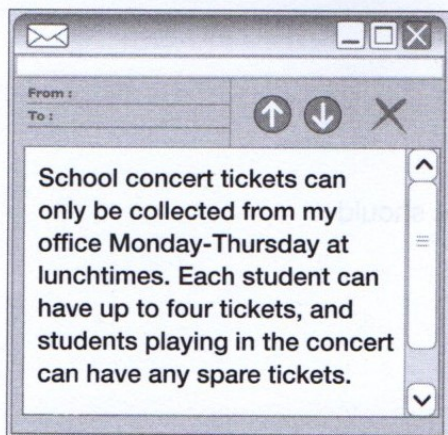 From :
To :
School concert tickets can
only be collected from my
office Monday-Thursday at
lunchtimes. Each student can
have up to four tickets, and
students playing in the concert
can have any spare tickets.